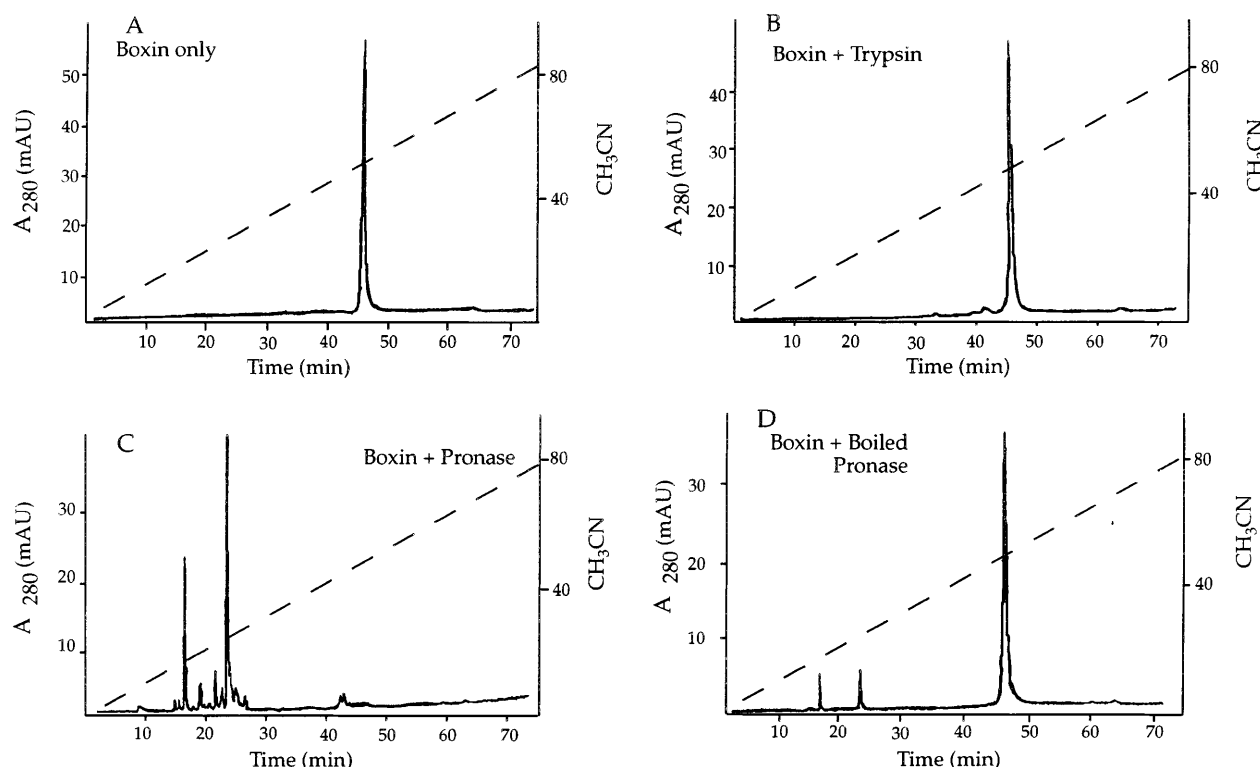 A
Boxin only
50
40
30
20
10
A280 (mAU)
80
40
CH3CN
10 20 30 40 50 60 70
Time (min)
B
Boxin + Trypsin
40
30
20
10
A280 (mAU)
80
40
CH3CN
10 20 30 40 50 60 70
Time (min)
C
Boxin + Pronase
30
20
10
A 280 (mAU)
80
40
CH3CN
10 20 30 40 50 60 70
Time (min)
D
Boxin + Boiled
Pronase
30
20
10
A 280 (mAU)
80
40
CH3CN
10 20 30 40 50 60 70
Time (min)